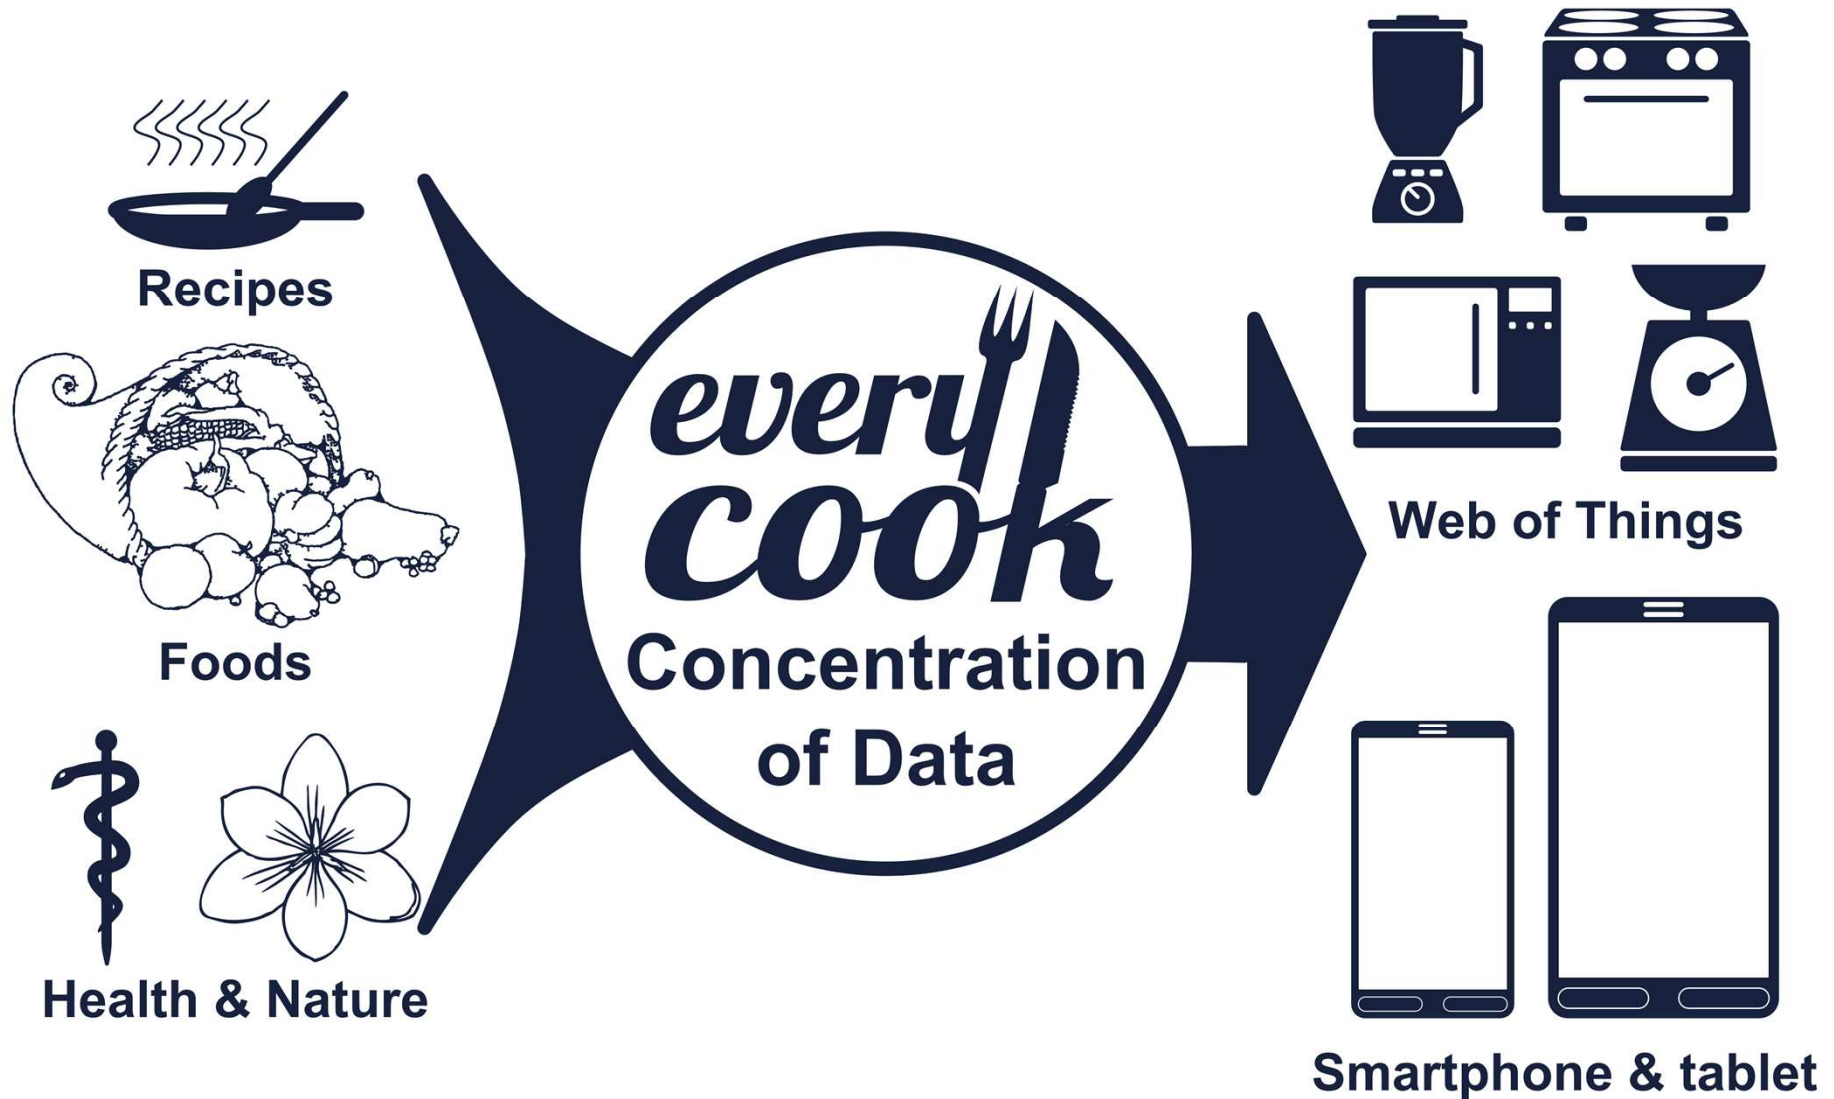 Recipes
Foods
Health & Nature
every
cook
Concentration
of Data
Web of Things
Smartphone & tablet